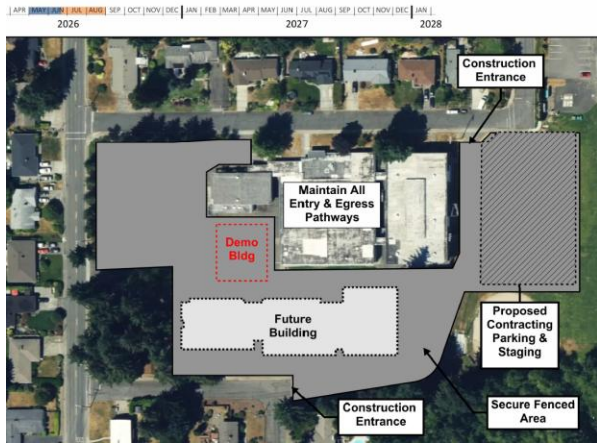 APR MAY JUN JUL AUG SEP OCT NOV DEC JAN FEB MAR APR MAY JUN JUL AUG SEP OCT NOV DEC JAN
2026 2027 2028
Construction
Entrance
Maintain All
Entry & Egress
Pathways
Demo
Bldg
Future
Building
Proposed
Contracting
Parking &
Staging
Construction
Entrance
Secure Fenced
Area